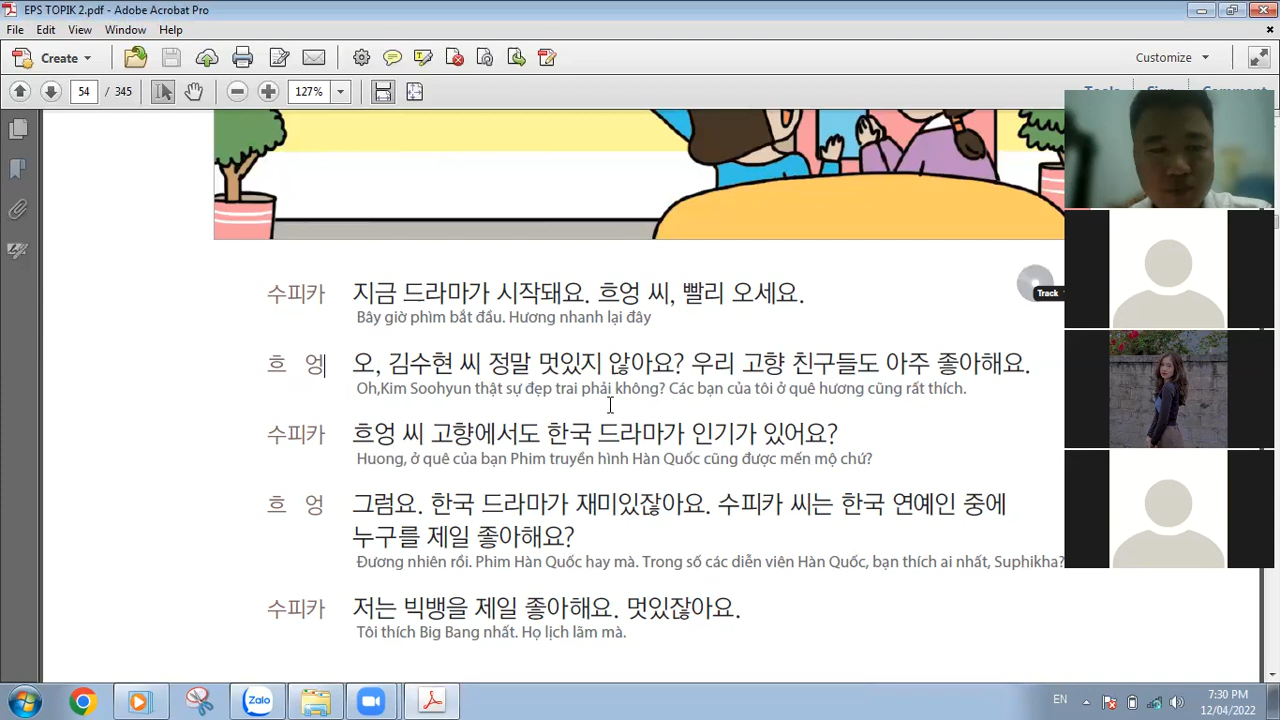 EPS TOPIK 2.pdf - Adobe Acrobat Pro
File Edit View Window Help
Create
Customize
54 / 345
127%
수피카 지금 드라마가 시작돼요. 흐엉 씨, 빨리 오세요.
Track
Bây giờ phim bắt đầu. Hương nhanh lại đây
흐 엉 오, 김수현 씨 정말 멋있지 않아요? 우리 고향 친구들도 아주 좋아해요.
Oh,Kim Soohyun thật sự đẹp trai phải không? Các bạn của tôi ở quê hương cũng rất thích.
수피카 흐엉 씨 고향에서도 한국 드라마가 인기가 있어요?
Huong, ở quê của bạn Phim truyền hình Hàn Quốc cũng được mến mộ chứ?
흐 엉 그럼요. 한국 드라마가 재미있잖아요. 수피카 씨는 한국 연예인 중에
누구를 제일 좋아해요?
Đương nhiên rồi. Phim Hàn Quốc hay mà. Trong số các diễn viên Hàn Quốc, bạn thích ai nhất, Suphikha?
수피카 저는 빅뱅을 제일 좋아해요. 멋있잖아요.
Tôi thích Big Bang nhất. Họ lịch lãm mà.
Zalo
EN
7:30 PM
12/04/2022